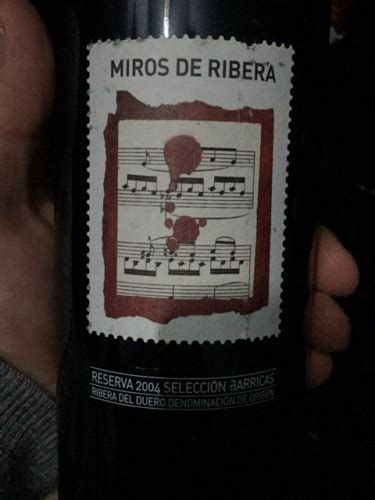 MIROS DE RIBERA
RESERVA 2004 SELECCIÓN BARRICAS
RIBERA DEL DUERO DENOMINACIÓN DE ORIGEN